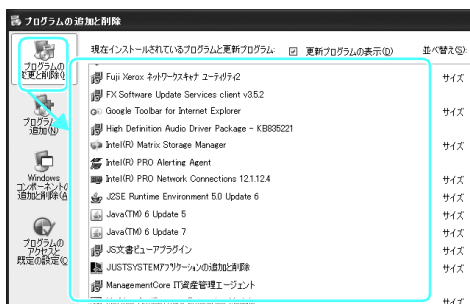 プログラムの追加と削除
現在インストールされているプログラムと更新プログラム:
更新プログラムの表示(D)
並べ替え(S):
プログラムの
変更と削除(
プログラムの
追加(N)
Windows
コンポーネントの
追加と削除(A
プログラムの
アクセスと
既定の設定(O
Fuji Xerox ネットワークスキャナ ユーティリティ2 サイズ
FX Software Update Services client v3.5.2
Google Toolbar for Internet Explorer サイズ
High Definition Audio Driver Package - KB835221
Intel(R) Matrix Storage Manager サイズ
Intel(R) PRO Alerting Agent
Intel(R) PRO Network Connections 12.1.12.4 サイズ
J2SE Runtime Environment 5.0 Update 6 サイズ
Java(TM) 6 Update 5 サイズ
Java(TM) 6 Update 7 サイズ
JS文書ビューアプラグイン サイズ
JUSTSYSTEMアプリケーションの追加と削除 サイズ
ManagementCore IT資産管理エージェント
サイズ